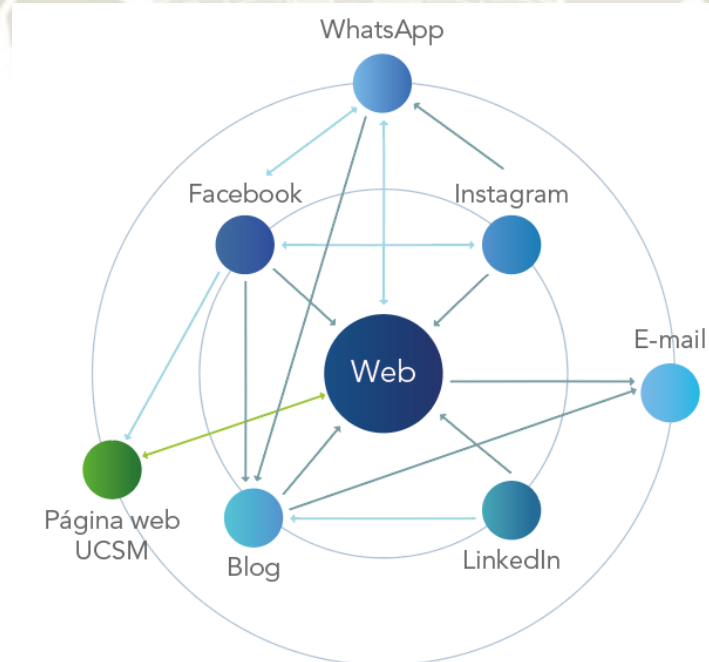 WhatsApp
Facebook
Instagram
E-mail
Web
Página web
UCSM
Blog
LinkedIn